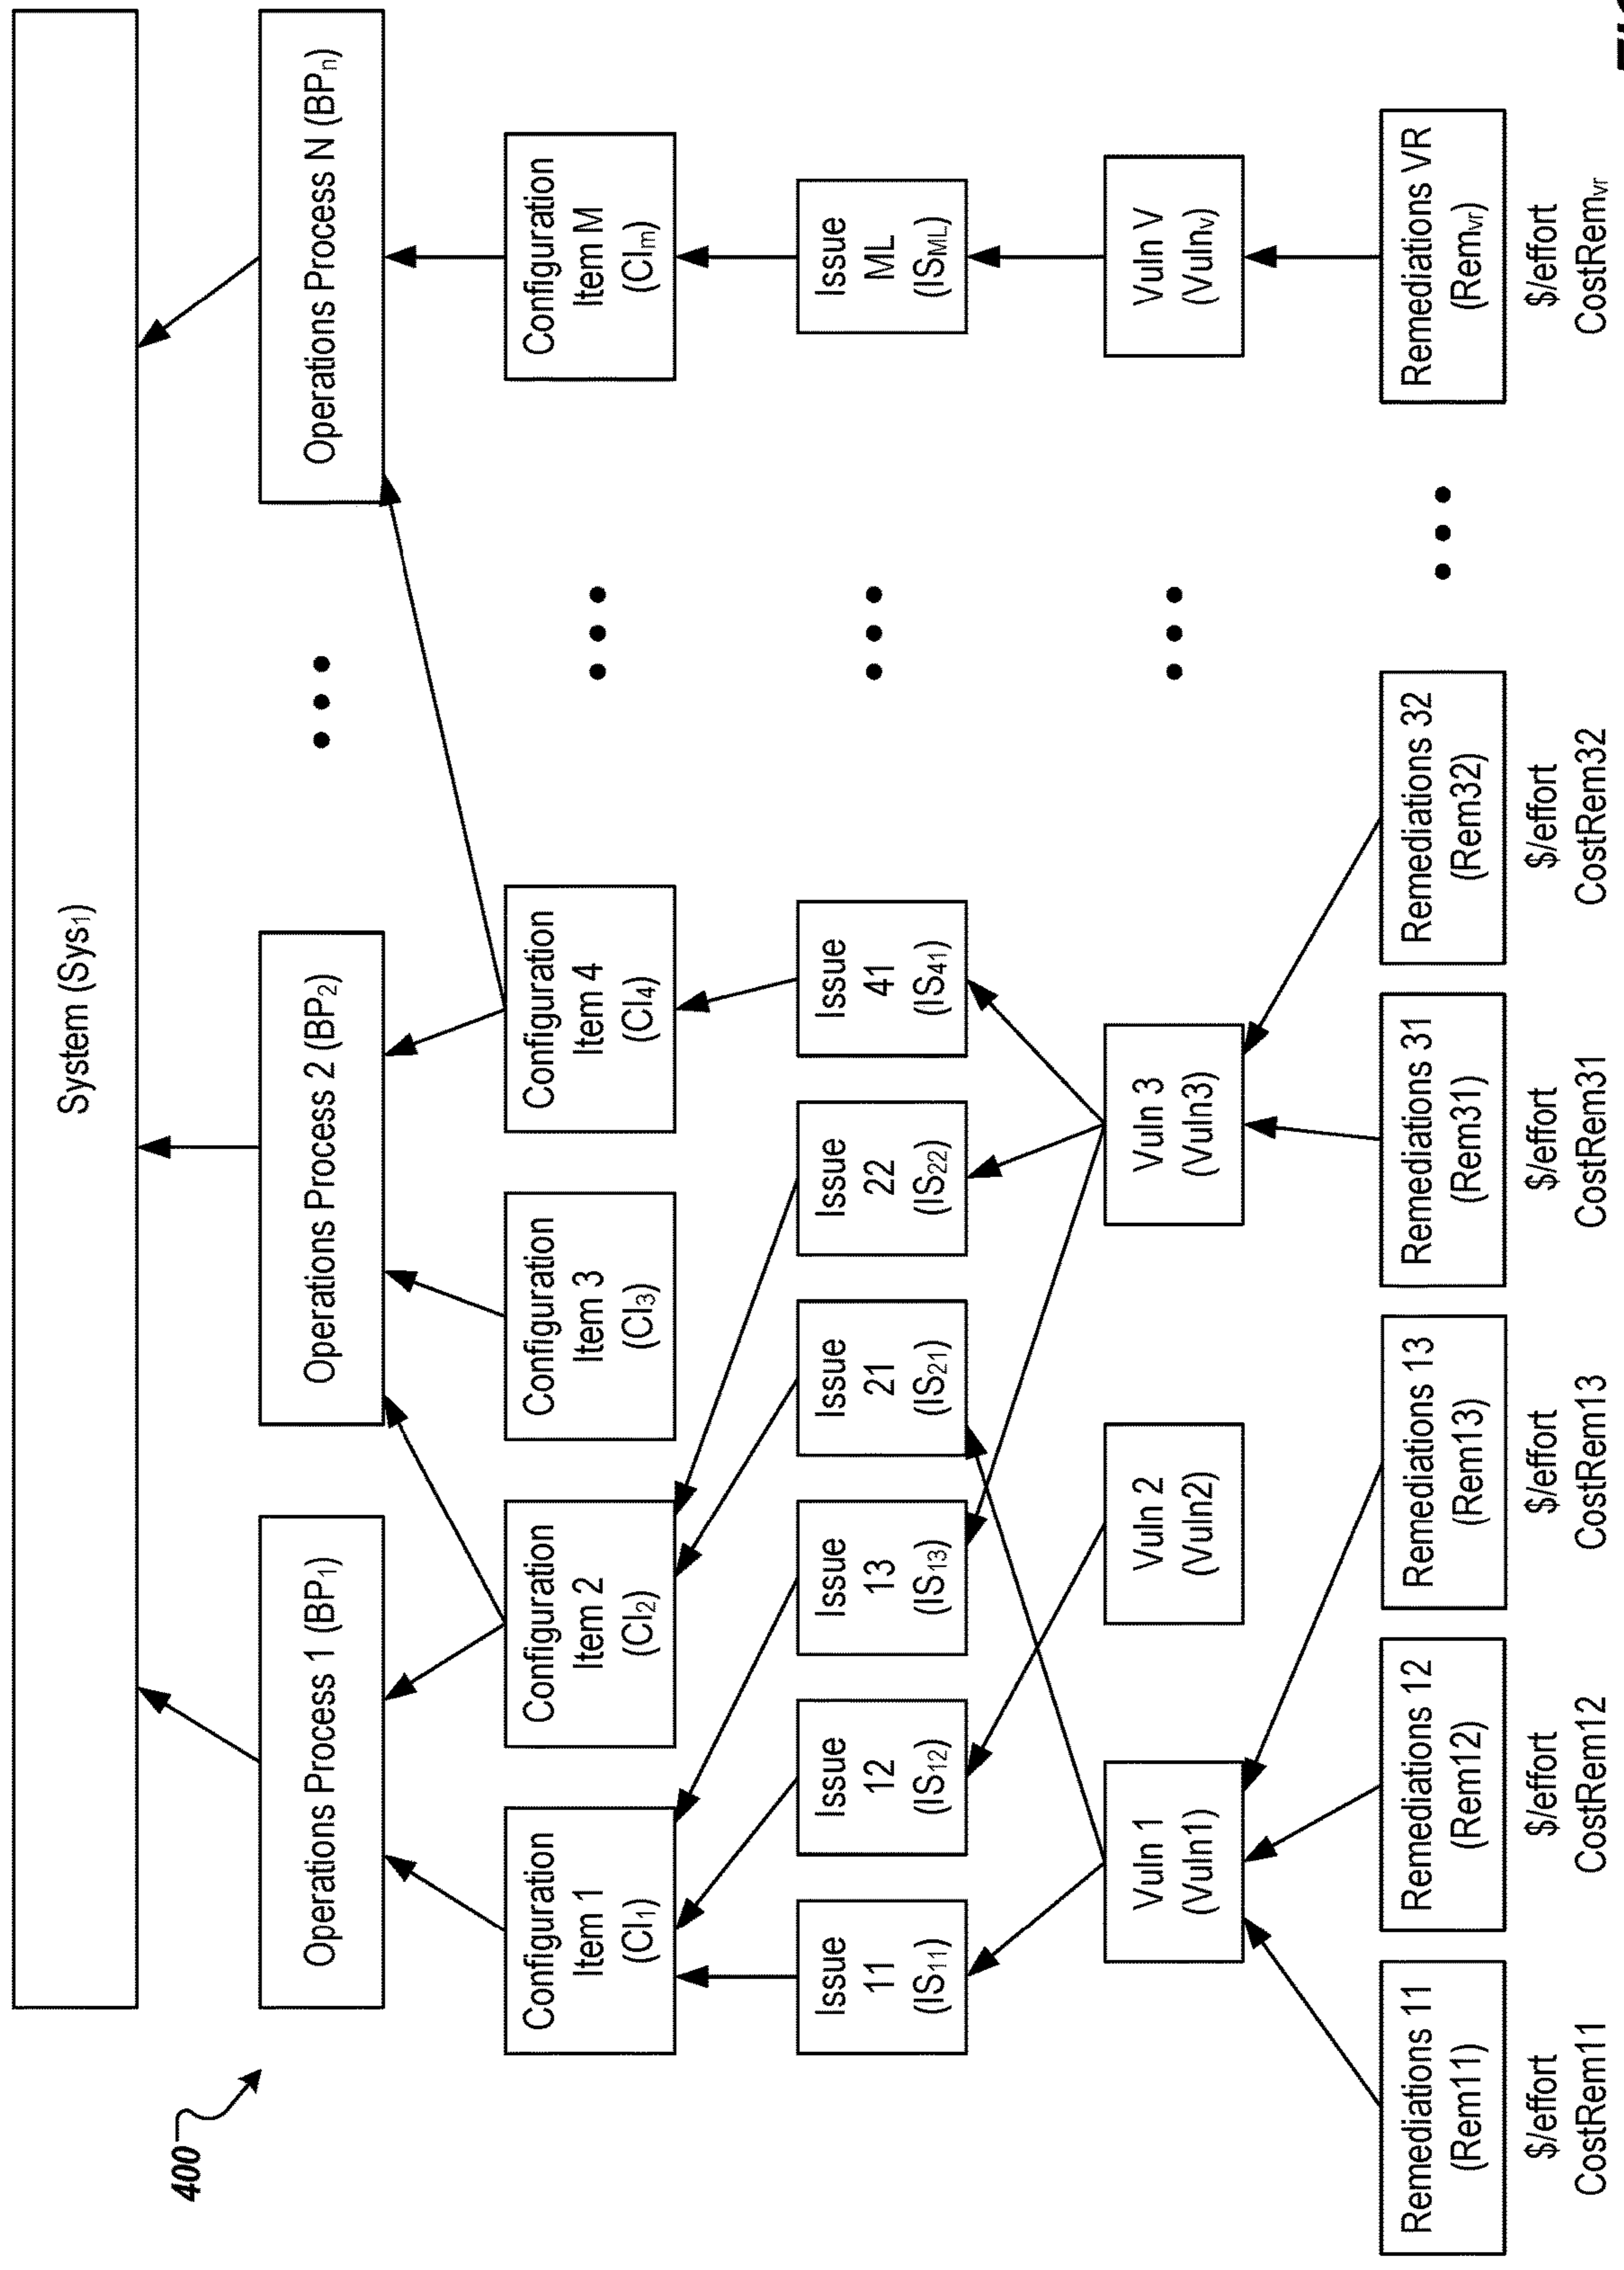 400
System (Sys1)
Operations Process 1 (BP1)
Operations Process 2 (BP2)
Operations Process N (BPn)
Configuration
Item 1
(CI1)
Configuration
Item 2
(CI2)
Configuration
Item 3
(CI3)
Configuration
Item 4
(CI4)
Configuration
Item M
(CIm)
Issue
11
(IS11)
Issue
12
(IS12)
Issue
13
(IS13)
Issue
21
(IS21)
Issue
22
(IS22)
Issue
41
(IS41)
Issue
ML
(ISML)
Vuln 1
(Vuln1)
Vuln 2
(Vuln2)
Vuln 3
(Vuln3)
Vuln V
(Vulnv)
Remediations 11
(Rem11)
Remediations 12
(Rem12)
Remediations 13
(Rem13)
Remediations 31
(Rem31)
Remediations 32
(Rem32)
Remediations VR
(Remvr)
$/effort
CostRem11
$/effort
CostRem12
$/effort
CostRem13
$/effort
CostRem31
$/effort
CostRem32
$/effort
CostRemvr